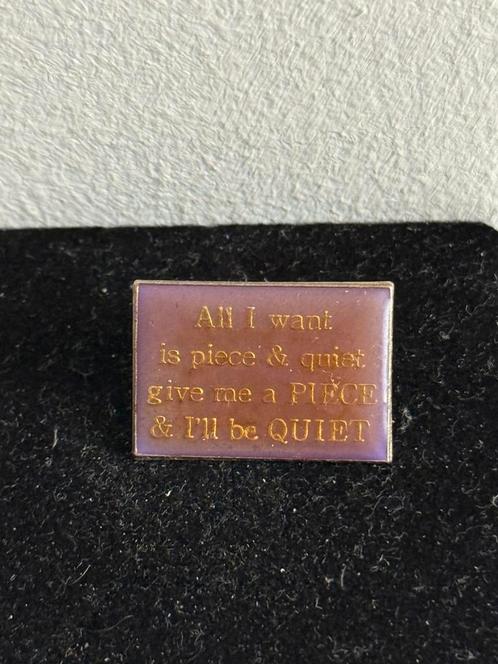 All I want
is piece & quiet
give me a PIECE
& I'll be QUIET